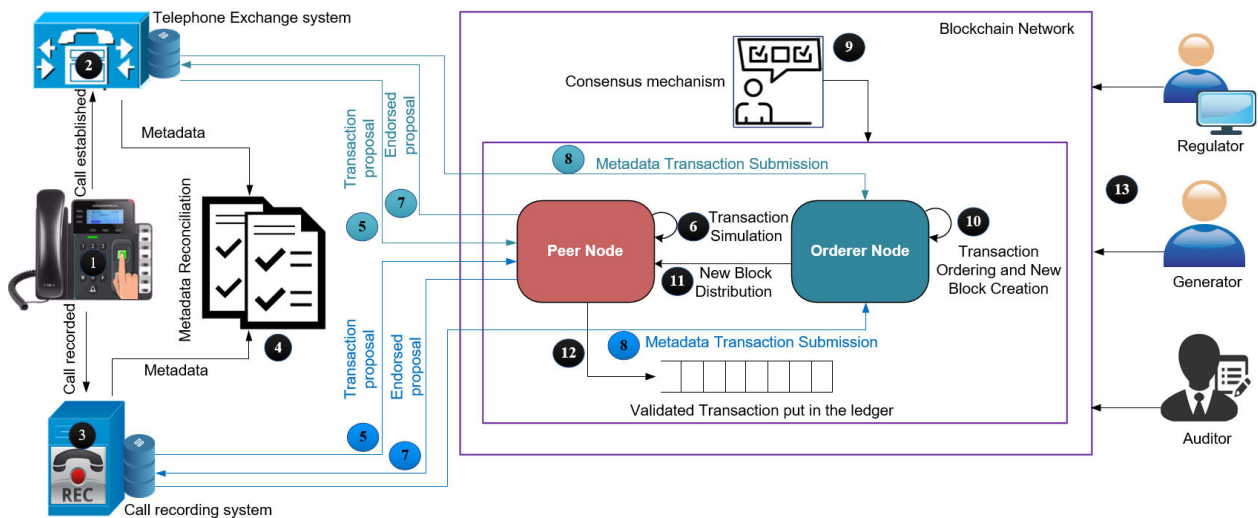 Telephone Exchange system
2
Call established
Metadata
1
Call recorded
Metadata Reconciliation
4
Metadata
3
REC
Call recording system
Transaction
proposal
Endorsed
proposal
5
7
8
Metadata Transaction Submission
Transaction
proposal
Endorsed
proposal
5
7
8
Metadata Transaction Submission
Blockchain Network
Consensus mechanism
9
Peer Node
6
Transaction
Simulation
Orderer Node
10
Transaction
Ordering and New
Block Creation
11
New Block
Distribution
12
Validated Transaction put in the ledger
13
Regulator
Generator
Auditor